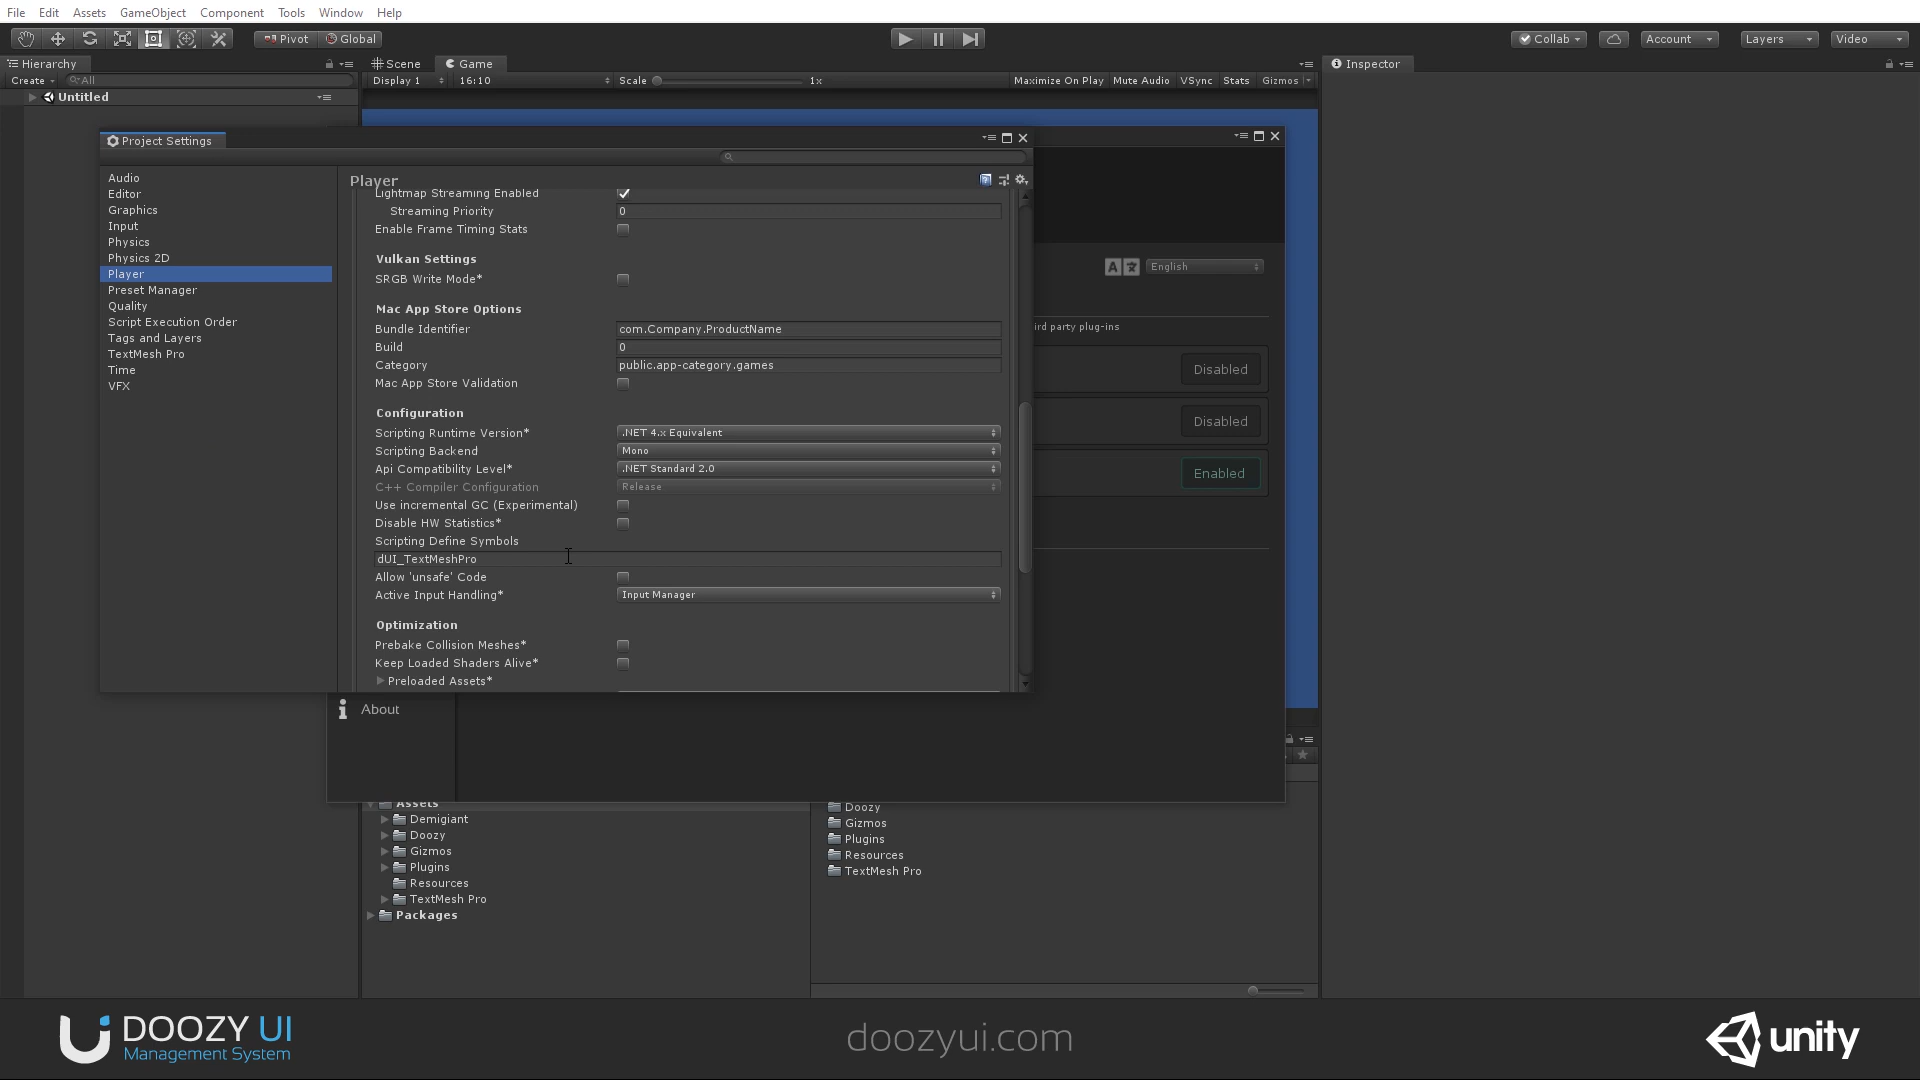 File Edit Assets GameObject Component Tools Window Help
Pivot Global Collab Account Layers Video
Hierarchy Scene Game Inspector
Create All Display 1 16:10 Scale 1x Maximize On Play Mute Audio VSync Stats Gizmos
Untitled
Project Settings
Player
Audio
Editor
Graphics
Input
Physics
Physics 2D
Player
Preset Manager
Quality
Script Execution Order
Tags and Layers
TextMesh Pro
Time
VFX
Lightmap Streaming Enabled
Streaming Priority 0
Enable Frame Timing Stats
Vulkan Settings
SRGB Write Mode*
Mac App Store Options
Bundle Identifier com.Company.ProductName
Build 0
Category public.app-category.games
Mac App Store Validation
Configuration
Scripting Runtime Version* .NET 4.x Equivalent
Scripting Backend Mono
Api Compatibility Level* .NET Standard 2.0
C++ Compiler Configuration Release
Use incremental GC (Experimental)
Disable HW Statistics*
Scripting Define Symbols
dUI_TextMeshPro
Allow 'unsafe' Code
Active Input Handling* Input Manager
Optimization
Prebake Collision Meshes*
Keep Loaded Shaders Alive*
Preloaded Assets*
A English
ird party plug-ins
Disabled
Disabled
Enabled
About
Assets
Demigiant
Doozy
Gizmos
Plugins
Resources
TextMesh Pro
Packages
Doozy
Gizmos
Plugins
Resources
TextMesh Pro
DOOZY UI
Management System
doozyui.com
unity